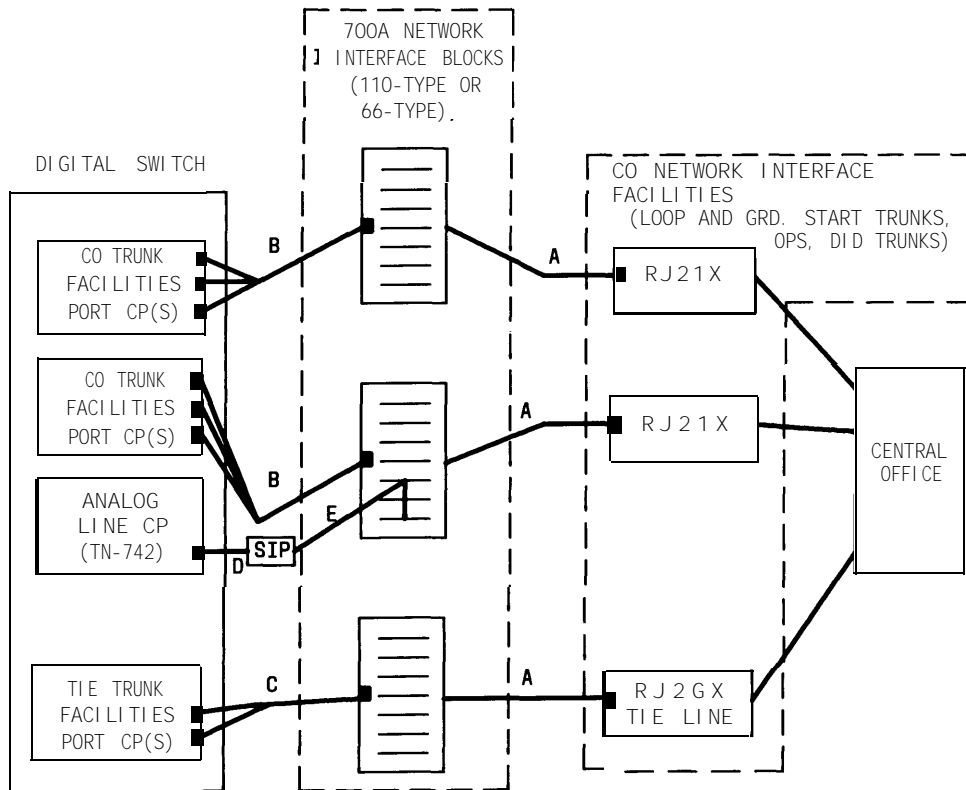 700A NETWORK
INTERFACE BLOCKS
(110-TYPE OR
66-TYPE).
DIGITAL SWITCH
CO NETWORK INTERFACE
FACILITIES
(LOOP AND GRD. START TRUNKS,
OPS, DID TRUNKS)
CO TRUNK
FACILITIES
PORT CP(S)
B
A
RJ21X
CO TRUNK
FACILITIES
PORT CP(S)
B
A
RJ21X
CENTRAL
OFFICE
ANALOG
LINE CP
(TN-742)
D
SIP
E
TIE TRUNK
FACILITIES
PORT CP(S)
C
A
RJ2GX
TIE LINE